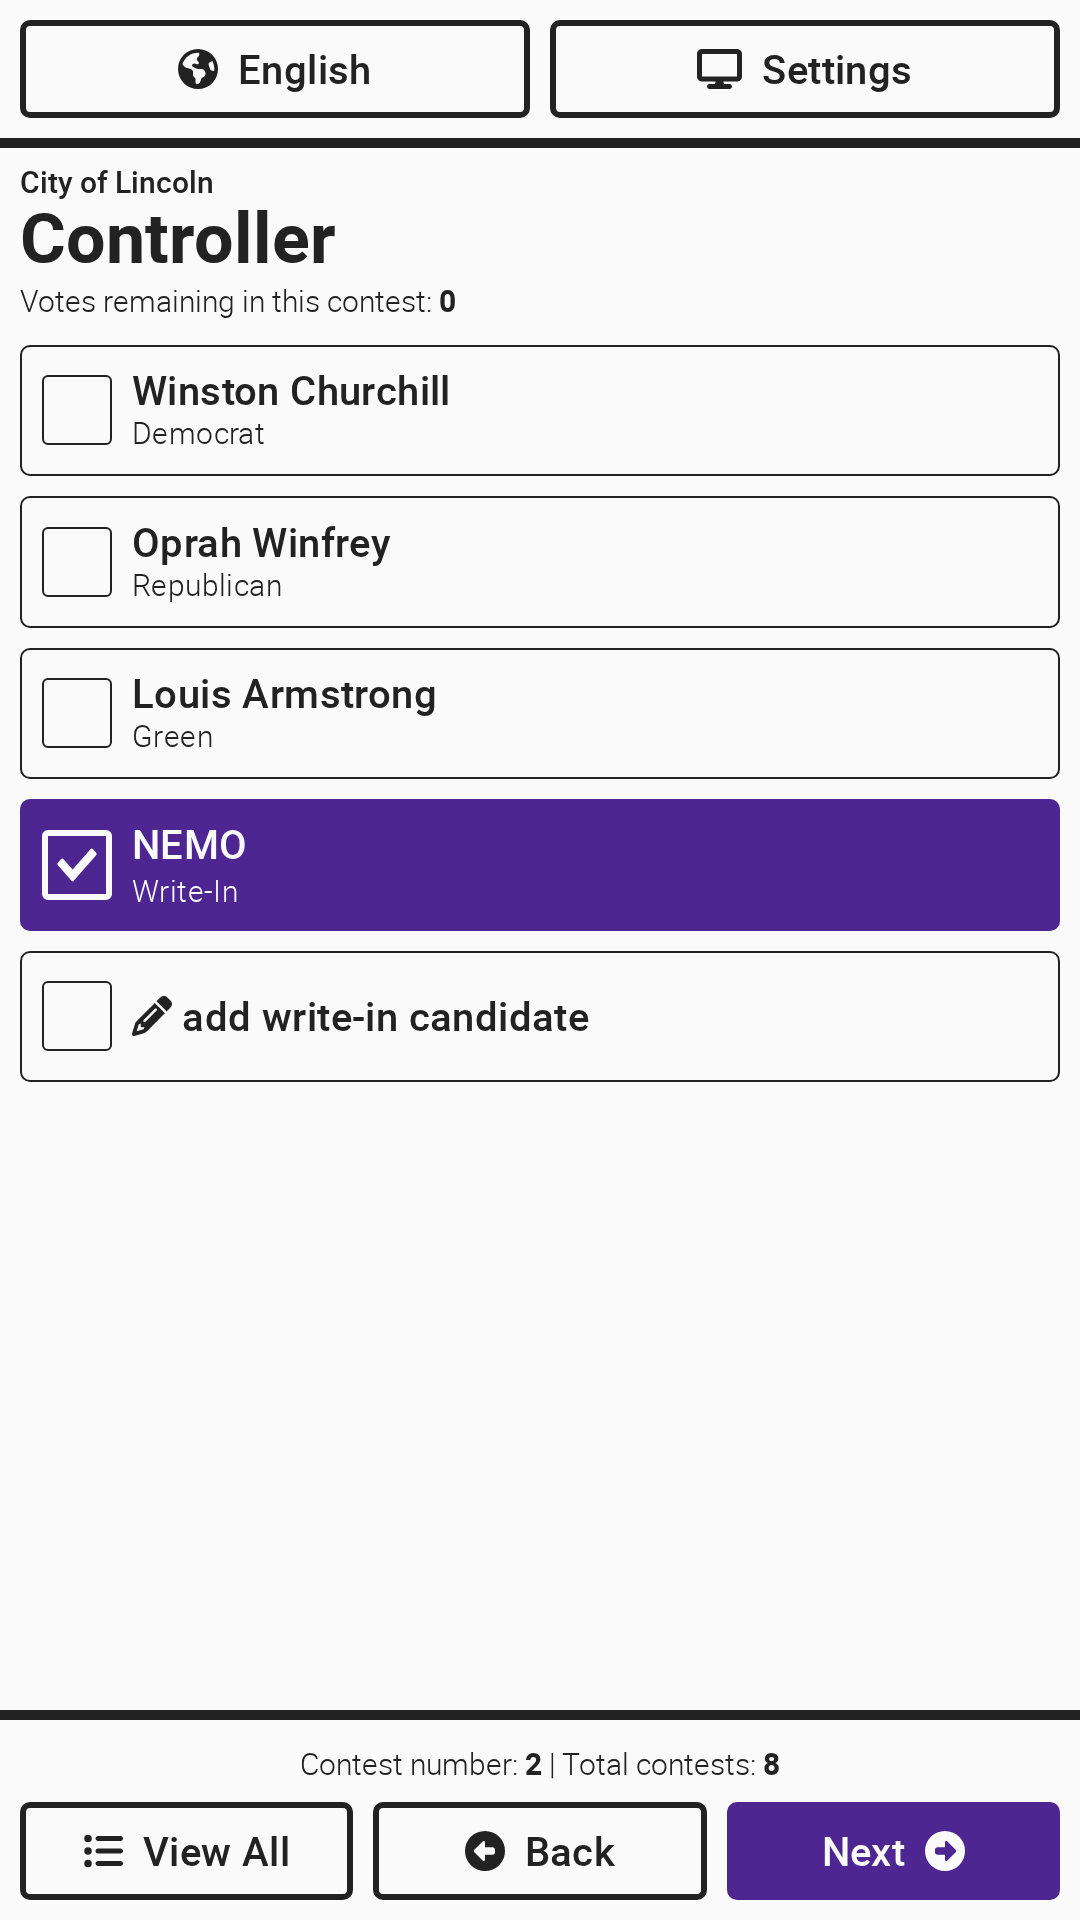 English
Settings
City of Lincoln
Controller
Votes remaining in this contest: 0
Winston Churchill
Democrat
Oprah Winfrey
Republican
Louis Armstrong
Green
NEMO
Write-In
add write-in candidate
Contest number: 2 | Total contests: 8
View All
Back
Next